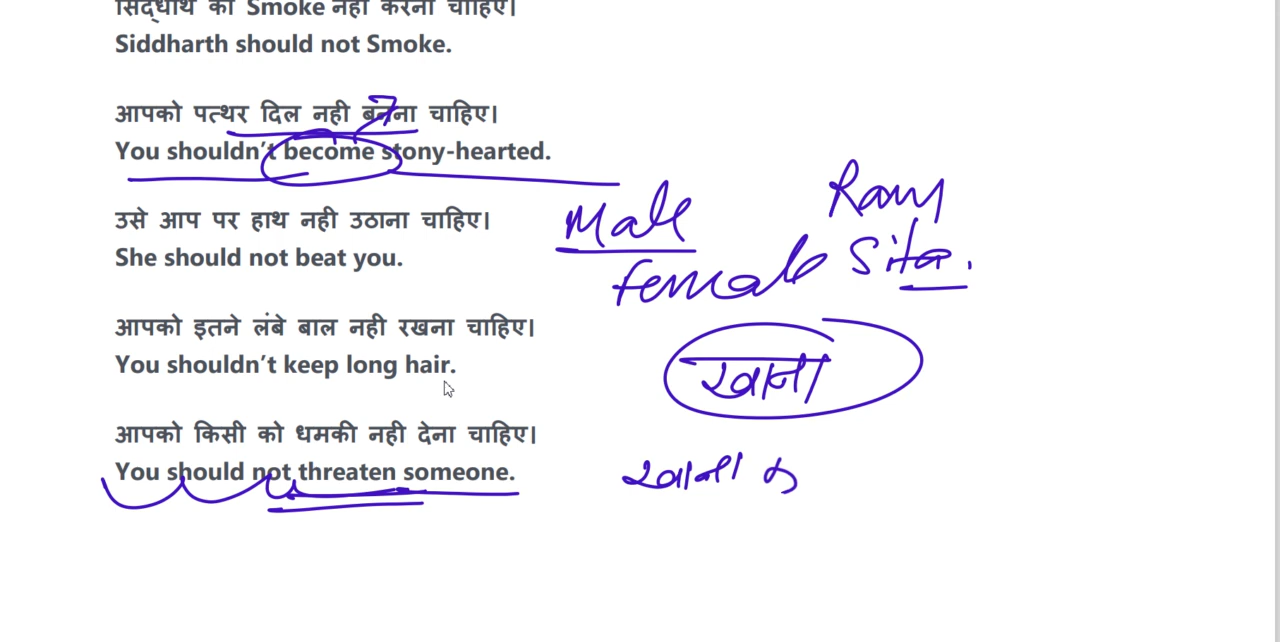 सिद्धार्थ को Smoke नही करना चाहिए।
Siddharth should not Smoke.
आपको पत्थर दिल नही बनना चाहिए।
You shouldn't become stony-hearted.
Ram
Male
उसे आप पर हाथ नही उठाना चाहिए।
She should not beat you.
Female Sita.
आपको इतने लंबे बाल नही रखना चाहिए।
You shouldn't keep long hair.
खाना
आपको किसी को धमकी नही देना चाहिए।
You should not threaten someone.
खाना